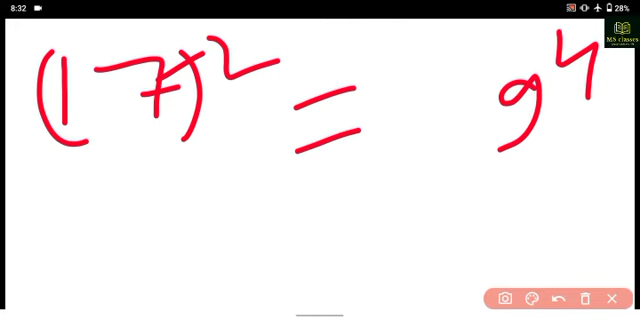 8:32 28%
MS classes
(17)² = 9⁴